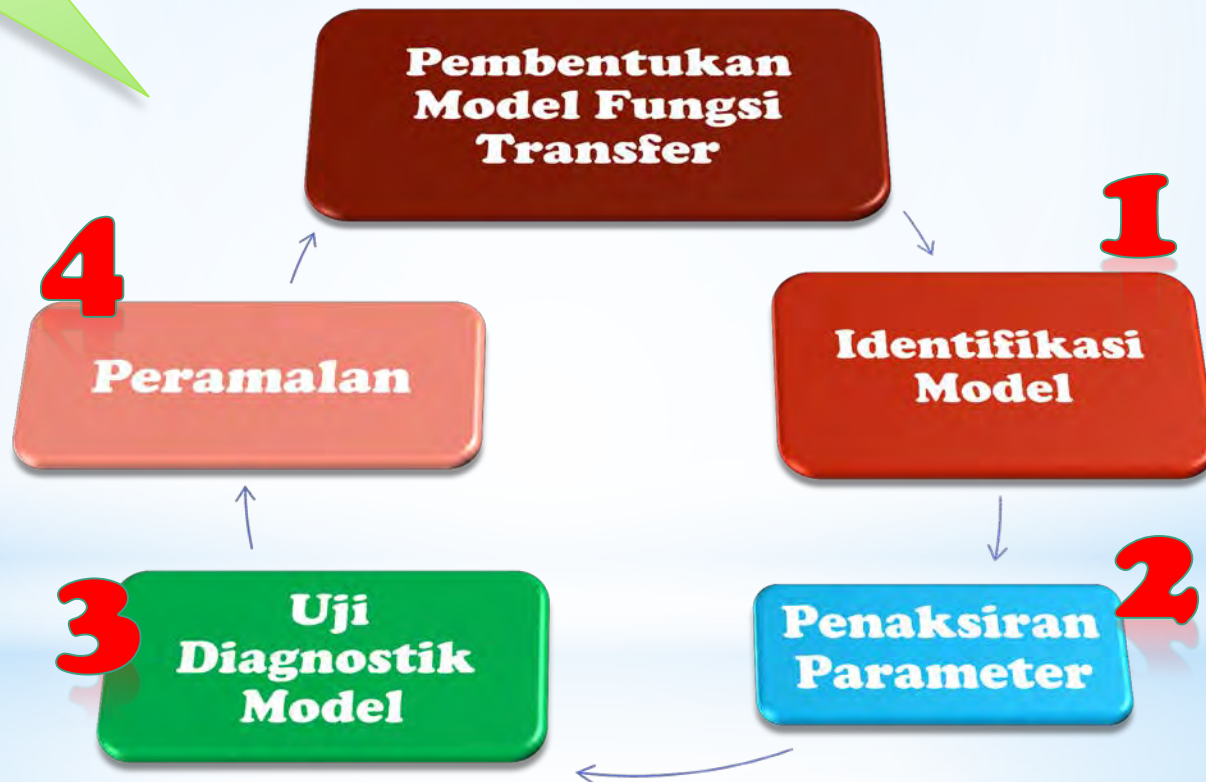 Pembentukan
Model Fungsi
Transfer
1
Identifikasi
Model
2
Penaksiran
Parameter
3
Uji
Diagnostik
Model
4
Peramalan